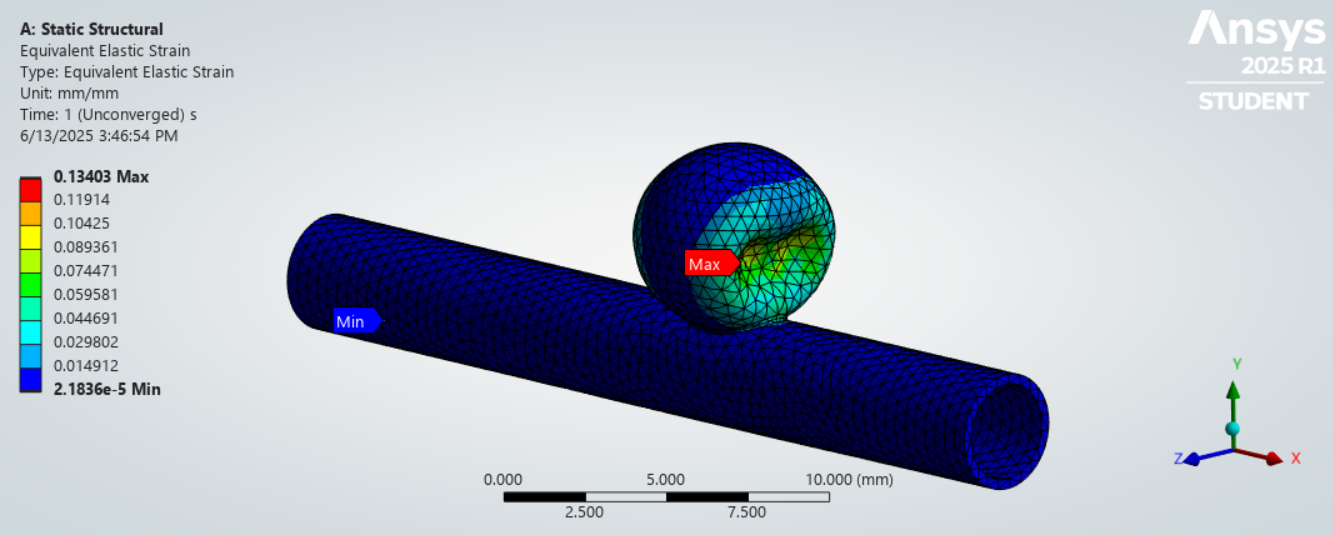 A: Static Structural
Equivalent Elastic Strain
Type: Equivalent Elastic Strain
Unit: mm/mm
Time: 1 (Unconverged) s
6/13/2025 3:46:54 PM
0.13403 Max
0.11914
0.10425
0.089361
0.074471
0.059581
0.044691
0.029802
0.014912
2.1836e-5 Min
Ansys
2025 R1
STUDENT
Max
Min
0.000 5.000 10.000 (mm)
2.500 7.500
Y
Z X